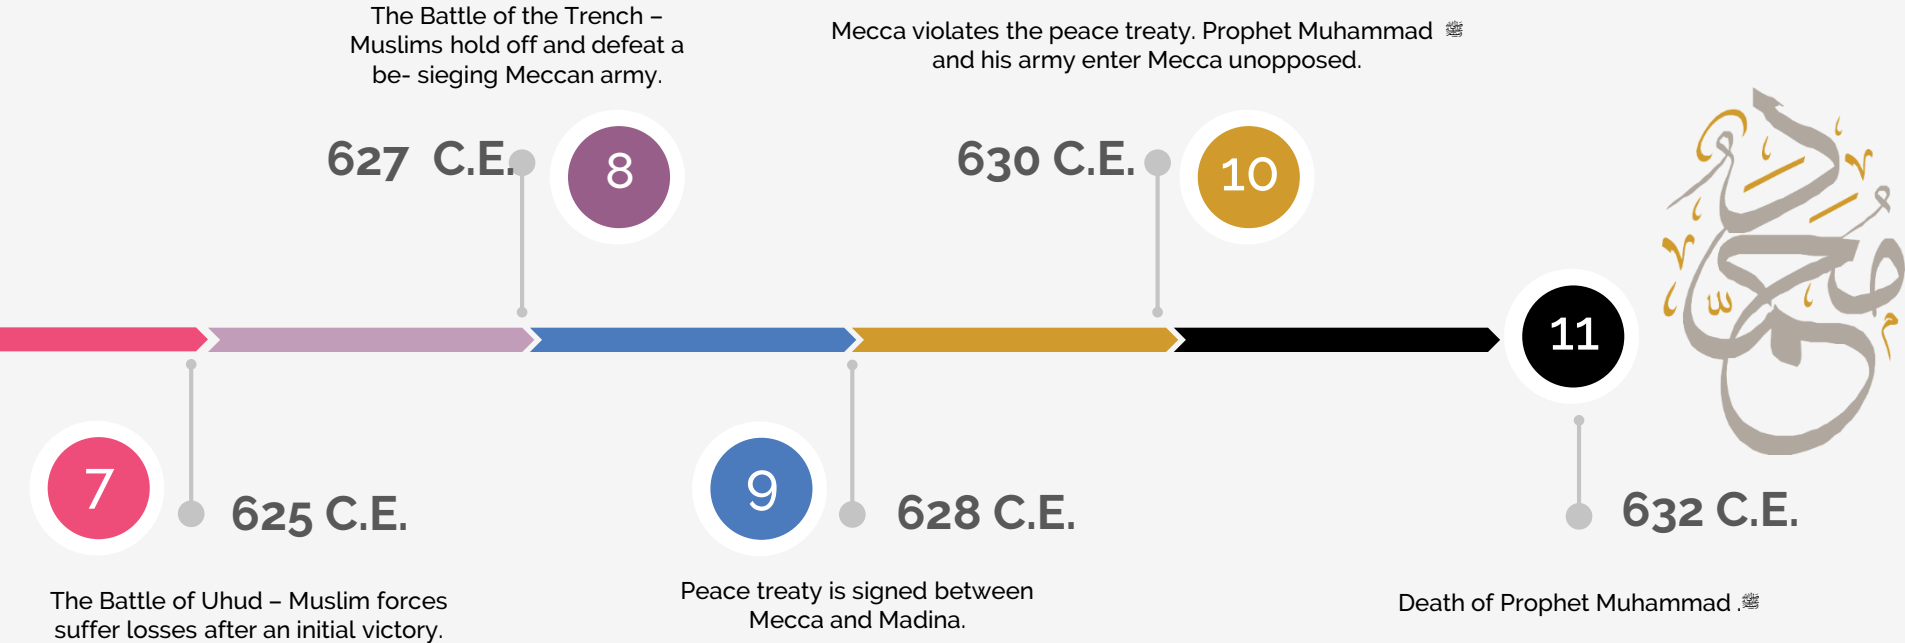 The Battle of the Trench –
Muslims hold off and defeat a
be- sieging Meccan army.
627 C.E.
8
Mecca violates the peace treaty. Prophet Muhammad ﷺ
and his army enter Mecca unopposed.
630 C.E.
10
محمد
11
7
625 C.E.
The Battle of Uhud – Muslim forces
suffer losses after an initial victory.
9
628 C.E.
Peace treaty is signed between
Mecca and Madina.
632 C.E.
Death of Prophet Muhammad .ﷺ